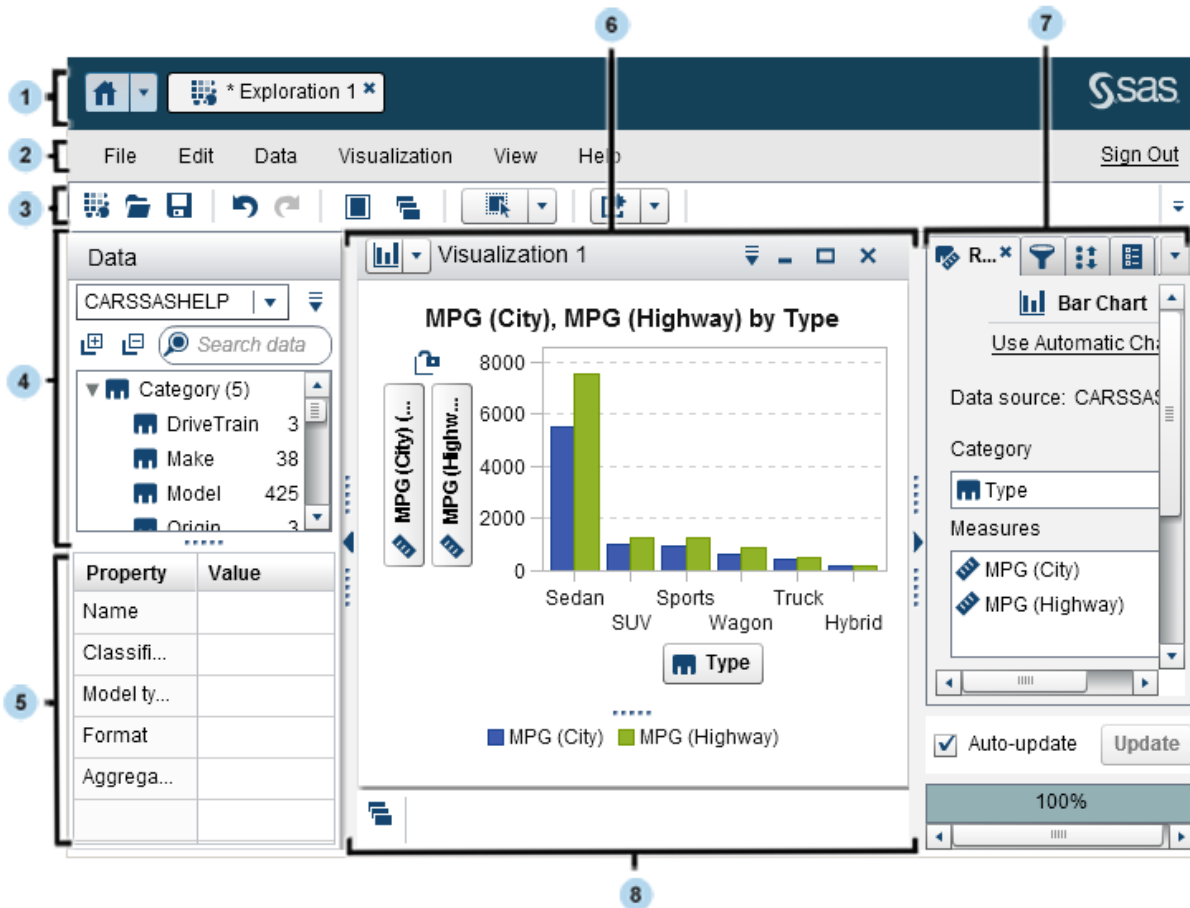 6
7
1
* Exploration 1
sas
2
File Edit Data Visualization View Help
Sign Out
3
Data
Visualization 1
R...
CARSSASHELP
Search data
4
Category (5)
DriveTrain 3
Make 38
Model 425
Origin 3
MPG (City), MPG (Highway) by Type
MPG (City) (...
MPG (Highw...
8000
6000
4000
2000
0
Sedan
SUV
Sports
Wagon
Truck
Hybrid
Type
MPG (City) MPG (Highway)
Bar Chart
Use Automatic Cha
Data source: CARSSAS
Category
Type
Measures
MPG (City)
MPG (Highway)
Auto-update
Update
100%
5
Property Value
Name
Classifi...
Model ty...
Format
Aggrega...
8